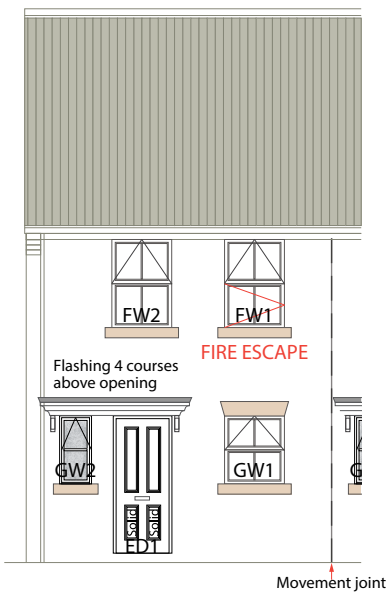 FW2
FW1
FIRE ESCAPE
Flashing 4 courses
above opening
GW2
Solid
Solid
ED1
GW1
G
Movement joint